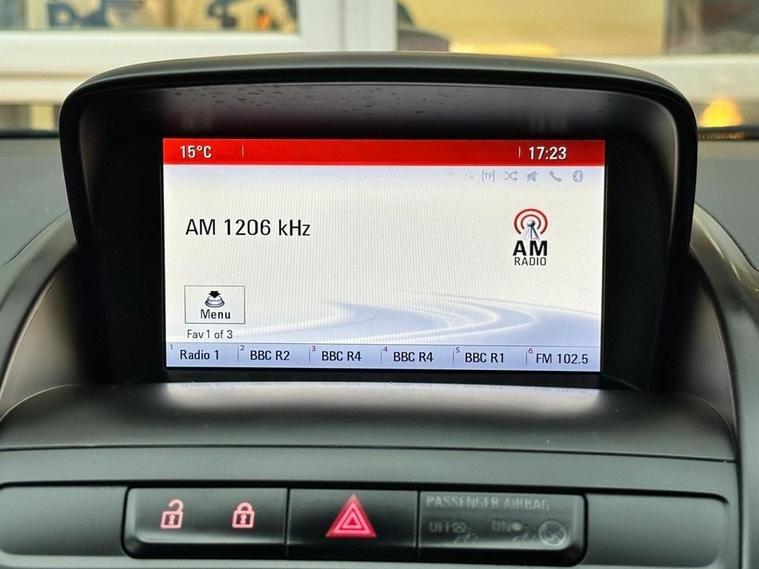 15°C 17:23
[TP]
AM 1206 kHz
AM
RADIO
Menu
Fav 1 of 3
1 Radio 1 2 BBC R2 3 BBC R4 4 BBC R4 5 BBC R1 6 FM 102.5
PASSENGER AIRBAG
OFF ON